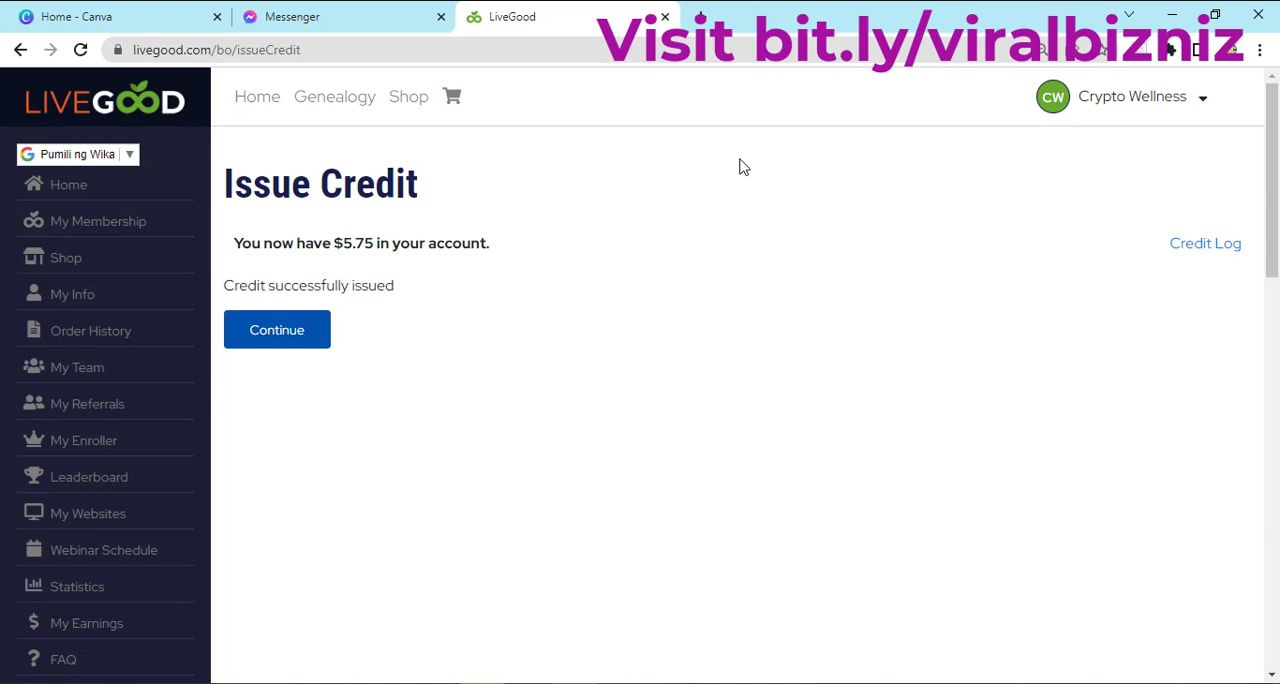 Home - Canva
Messenger
LiveGood
Visit bit.ly/viralbizniz
livegood.com/bo/issueCredit
LIVEGOOD
Home Genealogy Shop
CW Crypto Wellness
Pumili ng Wika
Home
My Membership
Shop
My Info
Order History
My Team
My Referrals
My Enroller
Leaderboard
My Websites
Webinar Schedule
Statistics
My Earnings
FAQ
Issue Credit
You now have $5.75 in your account.
Credit Log
Credit successfully issued
Continue